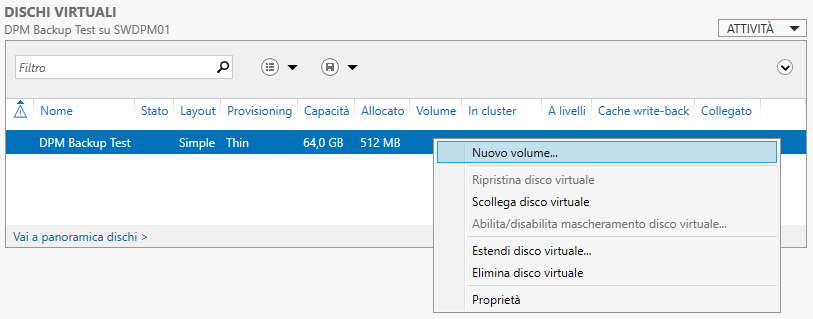 DISCHI VIRTUALI
DPM Backup Test su SWDPM01
ATTIVITÀ
Filtro
Nome Stato Layout Provisioning Capacità Allocato Volume In cluster A livelli Cache write-back Collegato
DPM Backup Test Simple Thin 64,0 GB 512 MB
Nuovo volume...
Ripristina disco virtuale
Scollega disco virtuale
Abilita/disabilita mascheramento disco virtuale...
Estendi disco virtuale...
Elimina disco virtuale
Proprietà
Vai a panoramica dischi >